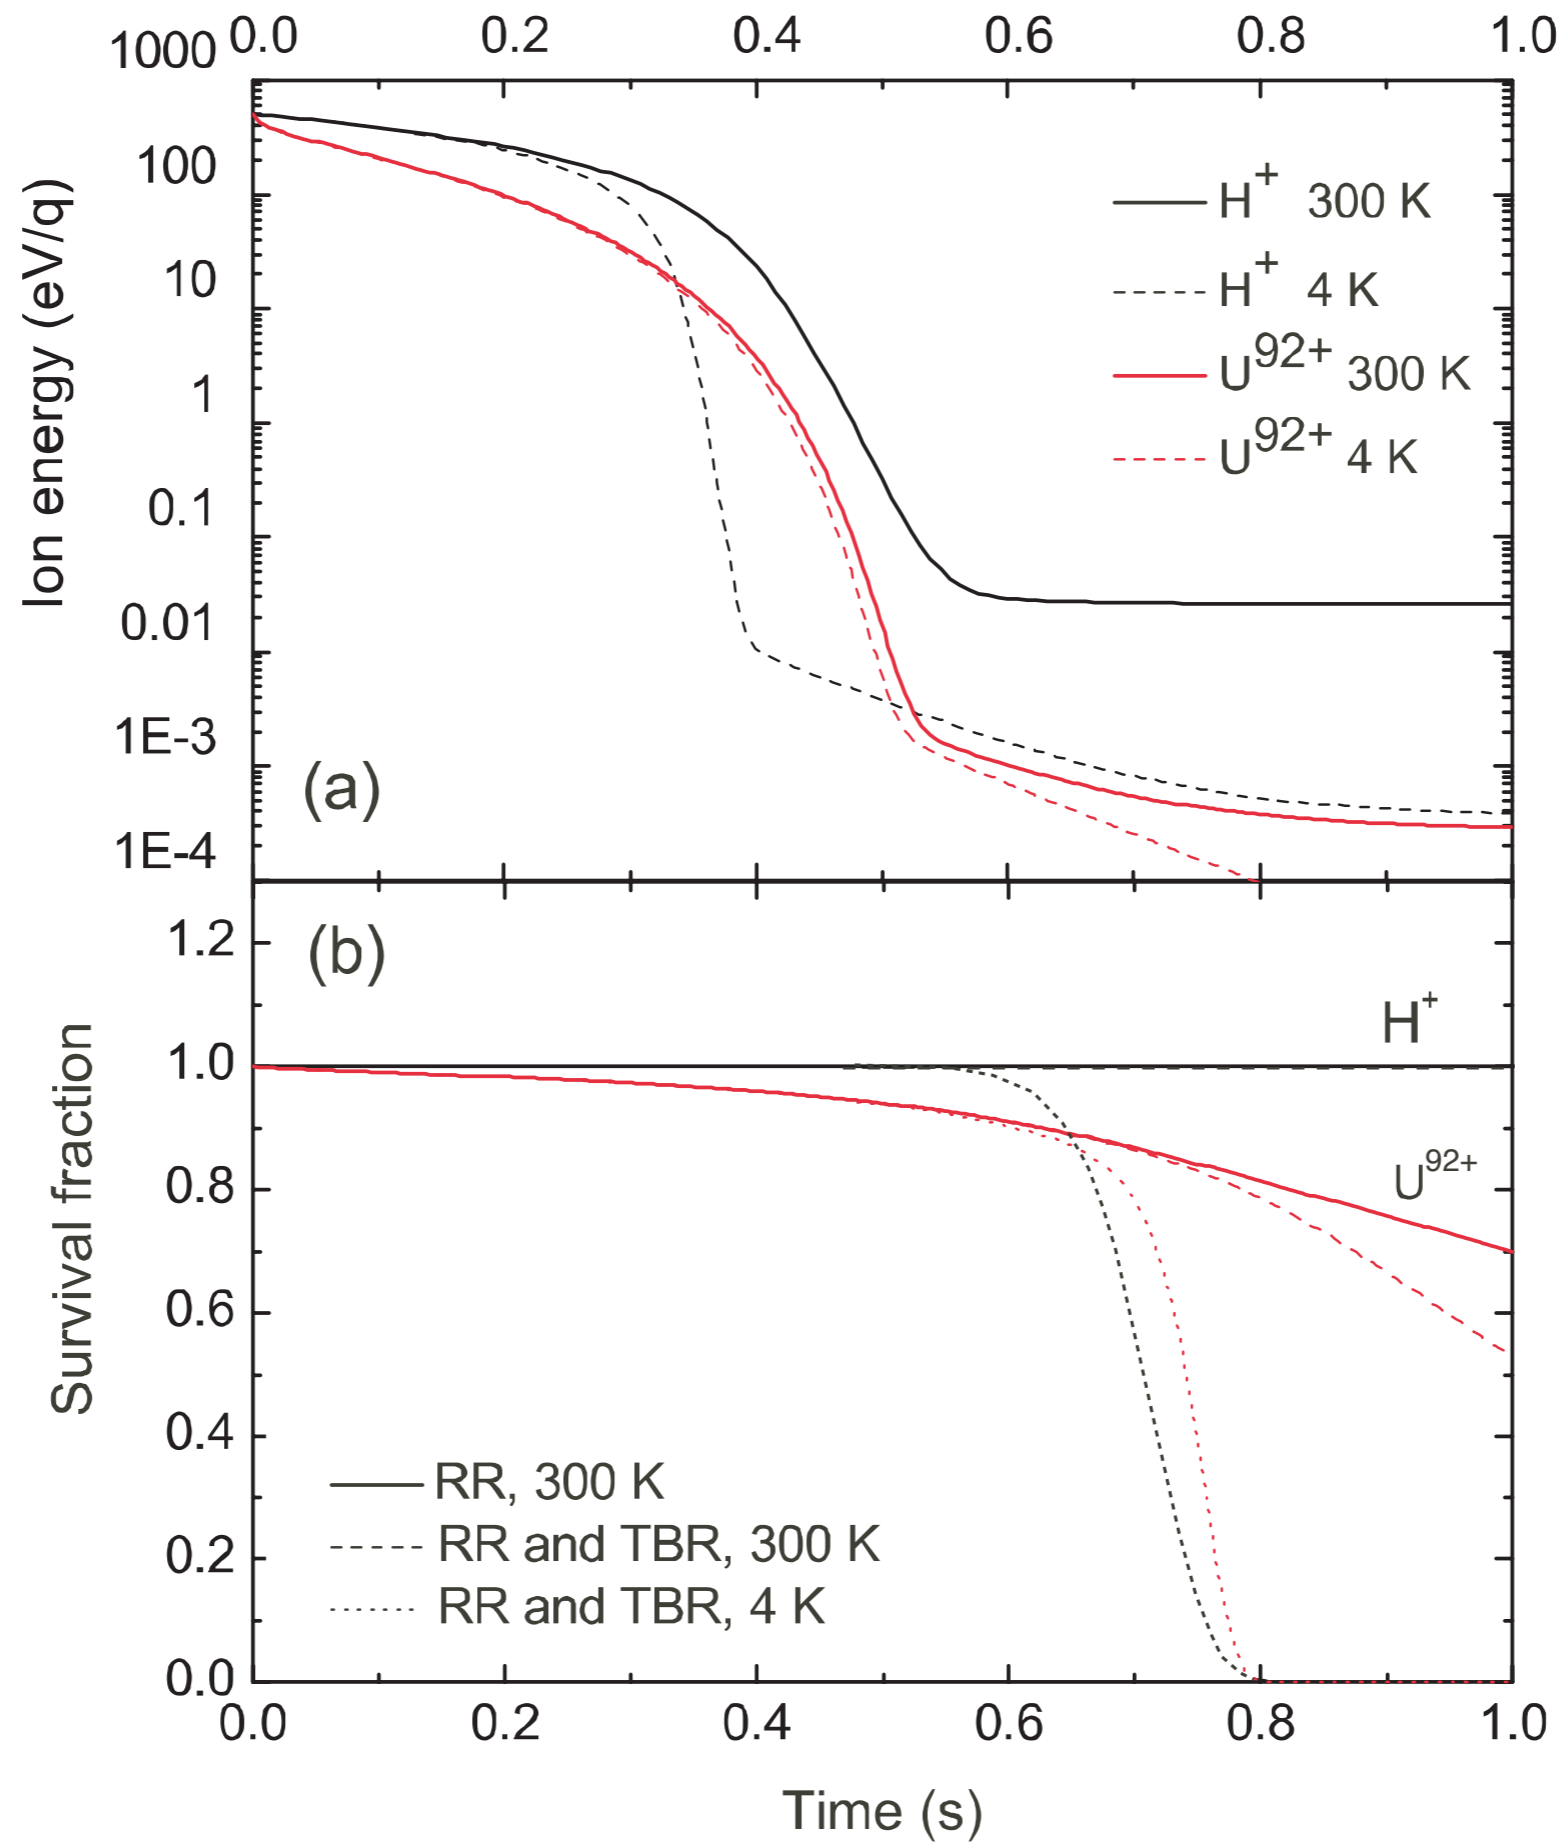 0.0 0.2 0.4 0.6 0.8 1.0
1000
100
10
1
0.1
0.01
1E-3
1E-4
Ion energy (eV/q)
H+ 300 K
H+ 4 K
U92+ 300 K
U92+ 4 K
(a)
(b)
1.2
1.0
0.8
0.6
0.4
0.2
0.0
Survival fraction
H+
U92+
RR, 300 K
RR and TBR, 300 K
RR and TBR, 4 K
0.0 0.2 0.4 0.6 0.8 1.0
Time (s)